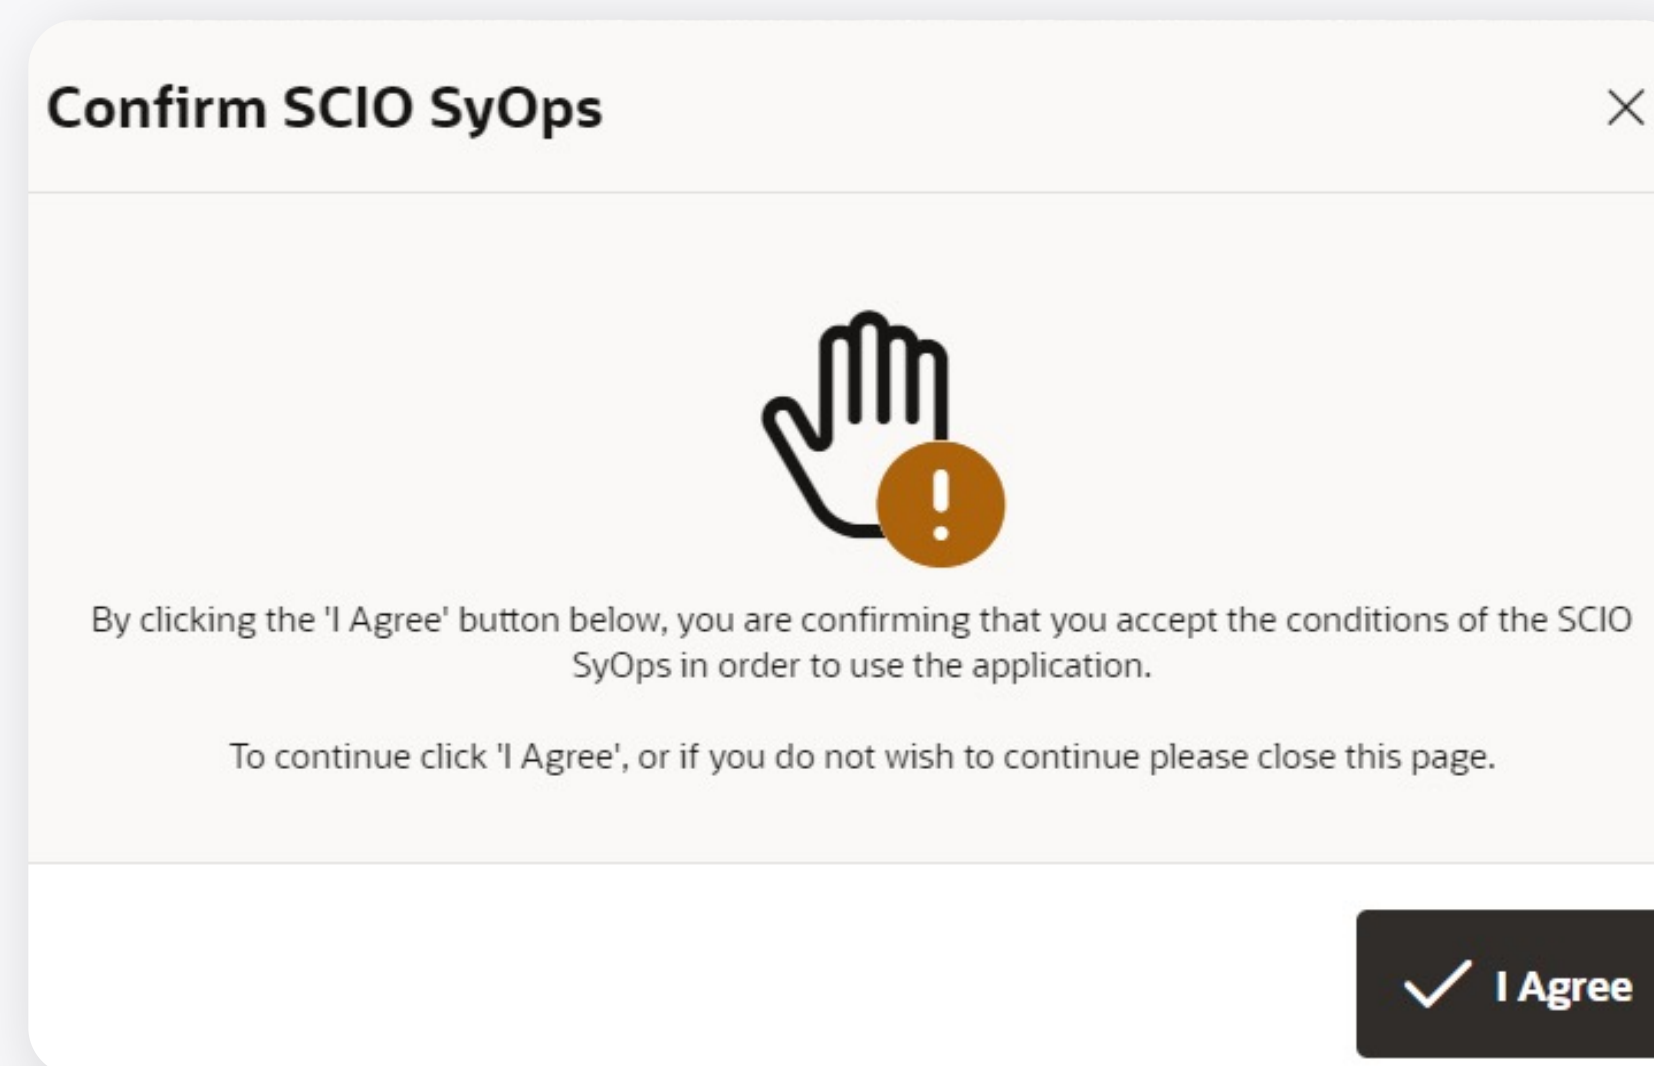 Confirm SCIO SyOps
By clicking the 'I Agree' button below, you are confirming that you accept the conditions of the SCIO
SyOps in order to use the application.
To continue click 'I Agree', or if you do not wish to continue please close this page.
I Agree